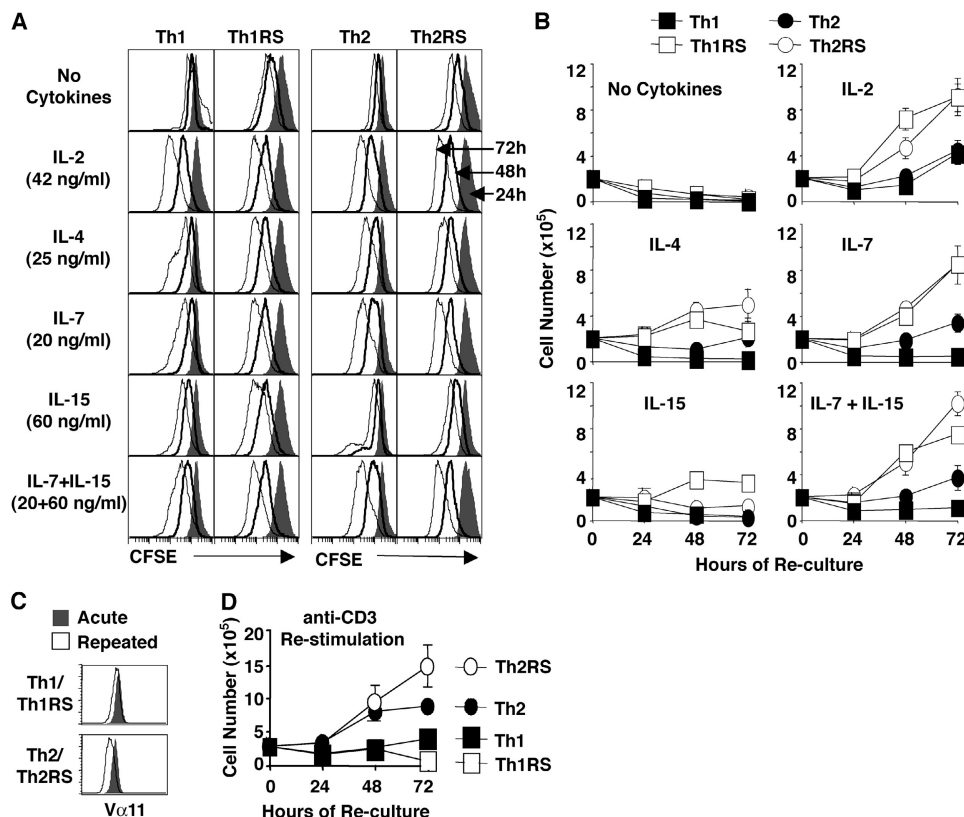 A
Th1 Th1RS Th2 Th2RS
No
Cytokines
IL-2
(42 ng/ml)
72h
48h
24h
IL-4
(25 ng/ml)
IL-7
(20 ng/ml)
IL-15
(60 ng/ml)
IL-7+IL-15
(20+60 ng/ml)
CFSE
B
Th1 Th2
Th1RS Th2RS
No Cytokines IL-2
12 12
8 8
4 4
0 0
IL-4 IL-7
12 12
8 8
4 4
0 0
IL-15 IL-7 + IL-15
12 12
8 8
4 4
0 0
0 24 48 72 0 24 48 72
Cell Number (x10⁵)
Hours of Re-culture
C
Acute
Repeated
Th1/
Th1RS
Th2/
Th2RS
Vα11
D
anti-CD3
Re-stimulation
Cell Number (x10⁵)
20
15
10
5
0
0 24 48 72
Hours of Re-culture
Th2RS
Th2
Th1
Th1RS